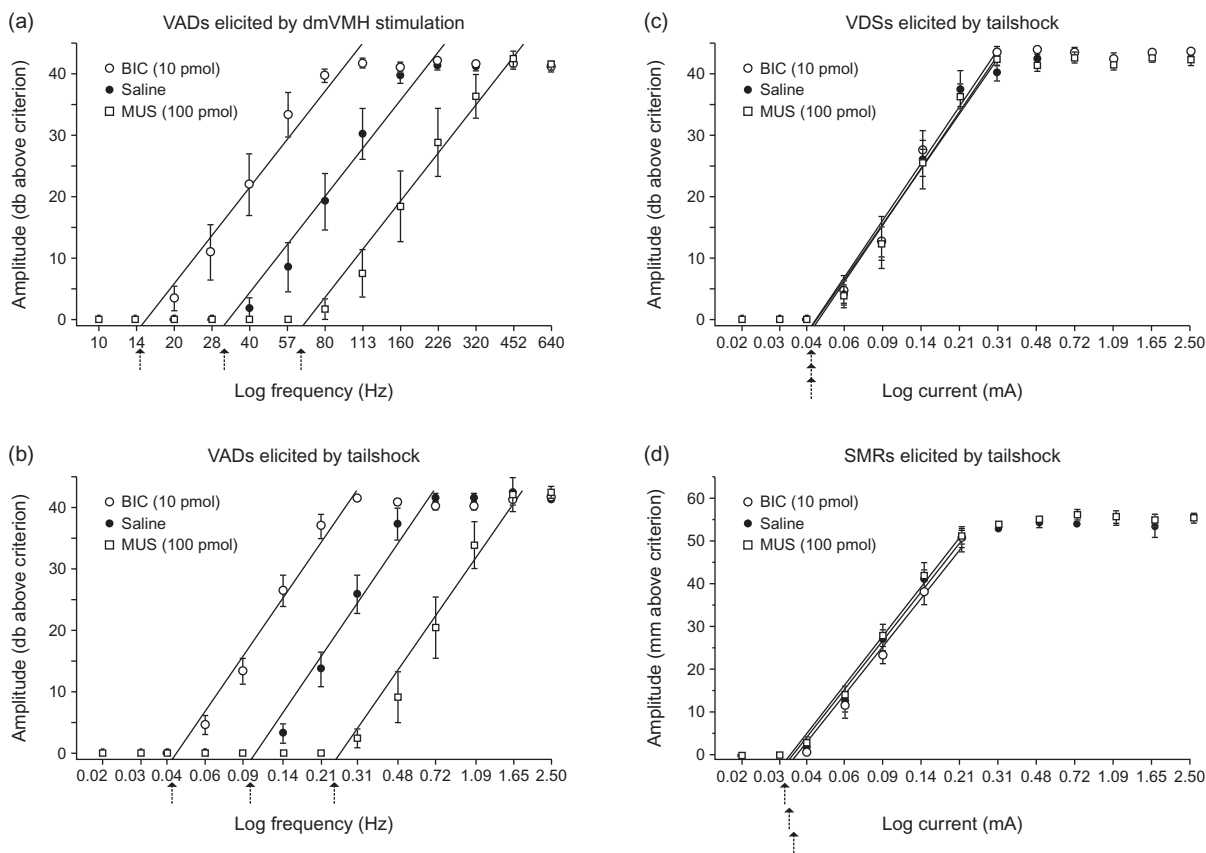 (a)
VADs elicited by dmVMH stimulation
Amplitude (db above criterion)
40
30
20
10
0
BIC (10 pmol)
Saline
MUS (100 pmol)
10 14 20 28 40 57 80 113 160 226 320 452 640
Log frequency (Hz)
(c)
VDSs elicited by tailshock
Amplitude (db above criterion)
40
30
20
10
0
BIC (10 pmol)
Saline
MUS (100 pmol)
0.02 0.03 0.04 0.06 0.09 0.14 0.21 0.31 0.48 0.72 1.09 1.65 2.50
Log current (mA)
(b)
VADs elicited by tailshock
Amplitude (db above criterion)
40
30
20
10
0
BIC (10 pmol)
Saline
MUS (100 pmol)
0.02 0.03 0.04 0.06 0.09 0.14 0.21 0.31 0.48 0.72 1.09 1.65 2.50
Log frequency (Hz)
(d)
SMRs elicited by tailshock
Amplitude (mm above criterion)
60
50
40
30
20
10
0
BIC (10 pmol)
Saline
MUS (100 pmol)
0.02 0.03 0.04 0.06 0.09 0.14 0.21 0.31 0.48 0.72 1.09 1.65 2.50
Log current (mA)